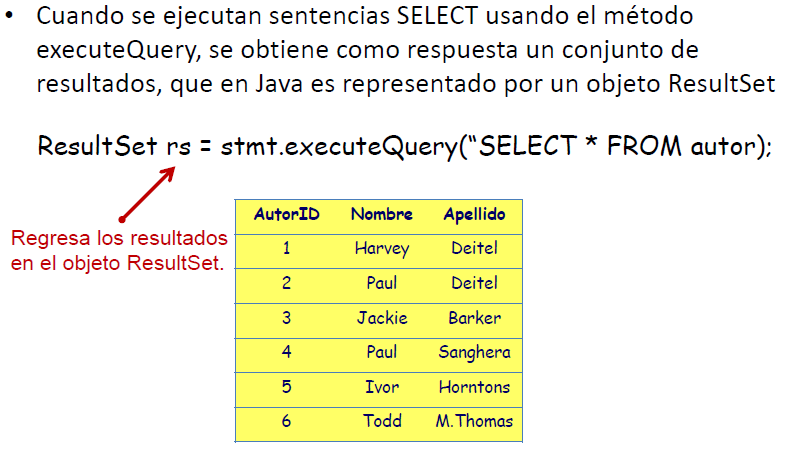 • Cuando se ejecutan sentencias SELECT usando el método
executeQuery, se obtiene como respuesta un conjunto de
resultados, que en Java es representado por un objeto ResultSet
ResultSet rs = stmt.executeQuery(“SELECT * FROM autor);
Regresa los resultados
en el objeto ResultSet.
AutorID Nombre Apellido
1 Harvey Deitel
2 Paul Deitel
3 Jackie Barker
4 Paul Sanghera
5 Ivor Horntons
6 Todd M.Thomas